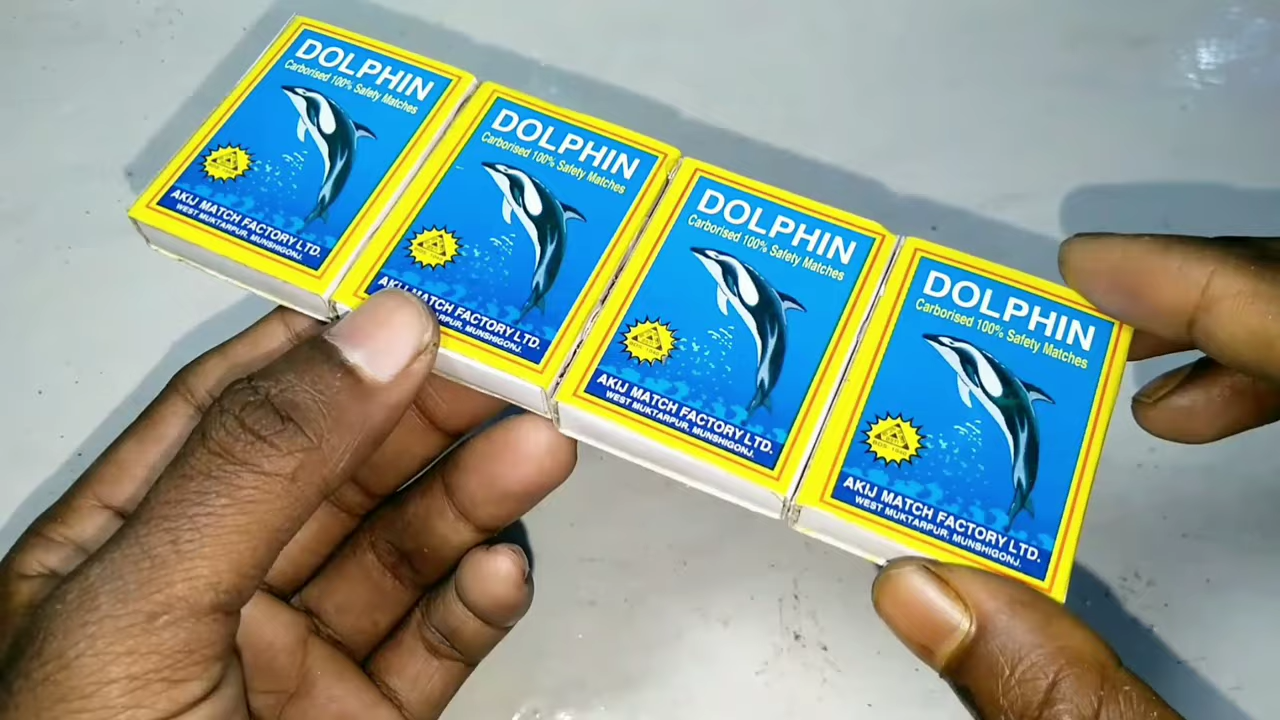 DOLPHIN
Carborised 100% Safety Matches
AKIJ MATCH FACTORY LTD.
WEST MUKTARPUR, MUNSHIGONJ.
DOLPHIN
Carborised 100% Safety Matches
AKIJ MATCH FACTORY LTD.
RPUR, MUNSHIGONJ.
DOLPHIN
Carborised 100% Safety Matches
AKIJ MATCH FACTORY LTD.
WEST MUKTARPUR, MUNSHIGONJ.
DOLPHIN
Carborised 100% Safety Matches
AKIJ MATCH FACTORY LTD.
WEST MUKTARPUR, MUNSHIGONJ.